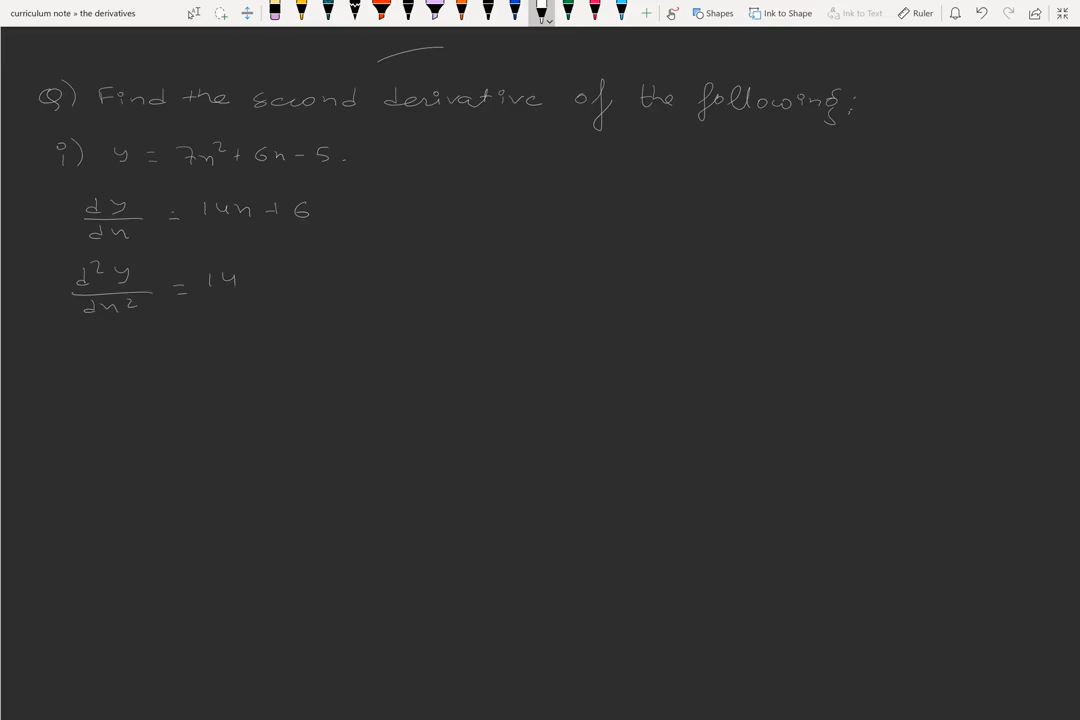 curriculum note » the derivatives
Shapes Ink to Shape Ink to Text Ruler
Q) Find the second derivative of the following;
i) y = 7x² + 6x - 5.
dy/dx = 14x + 6
d²y/dx² = 14